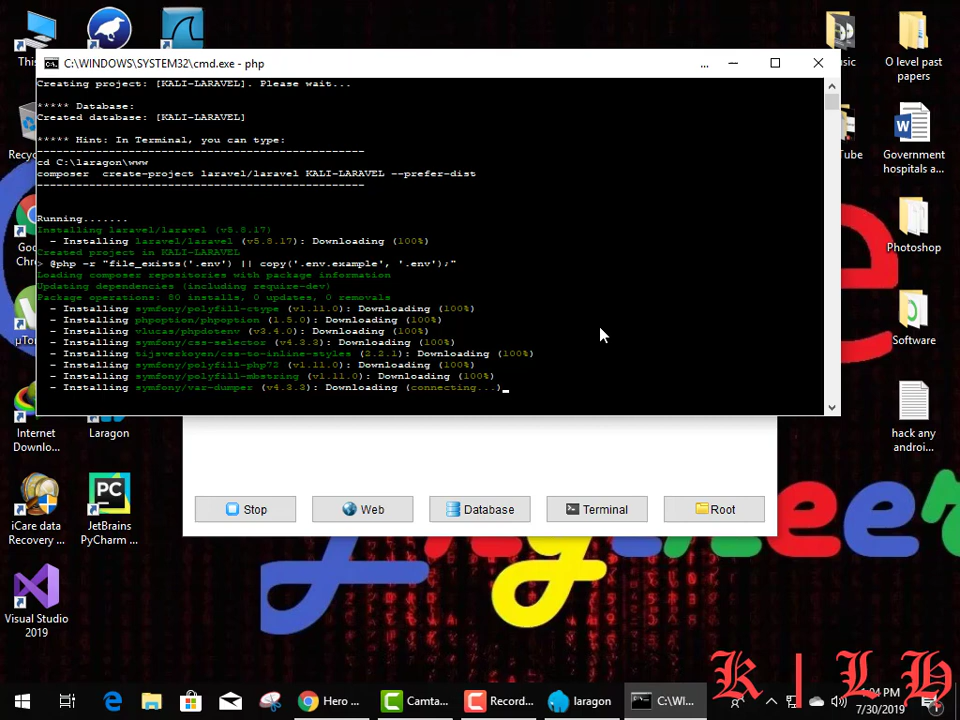 C:\WINDOWS\SYSTEM32\cmd.exe - php
...
Creating project: [KALI-LARAVEL]. Please wait...
***** Database:
Created database: [KALI-LARAVEL]
***** Hint: In Terminal, you can type:
---------------------------------------------------
cd C:\laragon\www
composer  create-project laravel/laravel KALI-LARAVEL --prefer-dist
---------------------------------------------------
Running.......
Installing laravel/laravel (v5.8.17)
- Installing laravel/laravel (v5.8.17): Downloading (100%)
Created project in KALI-LARAVEL
> @php -r "file_exists('.env') || copy('.env.example', '.env');"
Loading composer repositories with package information
Updating dependencies (including require-dev)
Package operations: 80 installs, 0 updates, 0 removals
- Installing symfony/polyfill-ctype (v1.11.0): Downloading (100%)
- Installing phpoption/phpoption (1.5.0): Downloading (100%)
- Installing vlucas/phpdotenv (v3.4.0): Downloading (100%)
- Installing symfony/css-selector (v4.3.3): Downloading (100%)
- Installing tijsverkoyen/css-to-inline-styles (2.2.1): Downloading (100%)
- Installing symfony/polyfill-php72 (v1.11.0): Downloading (100%)
- Installing symfony/polyfill-mbstring (v1.11.0): Downloading (100%)
- Installing symfony/var-dumper (v4.3.3): Downloading (connecting...)
Stop
Web
Database
Terminal
Root
O level past
papers
Government
hospitals a...
Photoshop
Software
hack any
androi...
Internet
Downlo...
Laragon
iCare data
Recovery ...
PC
JetBrains
PyCharm ...
Visual Studio
2019
Hero ...
Camta...
Record...
laragon
C:\WI...
7/30/2019
K | L H